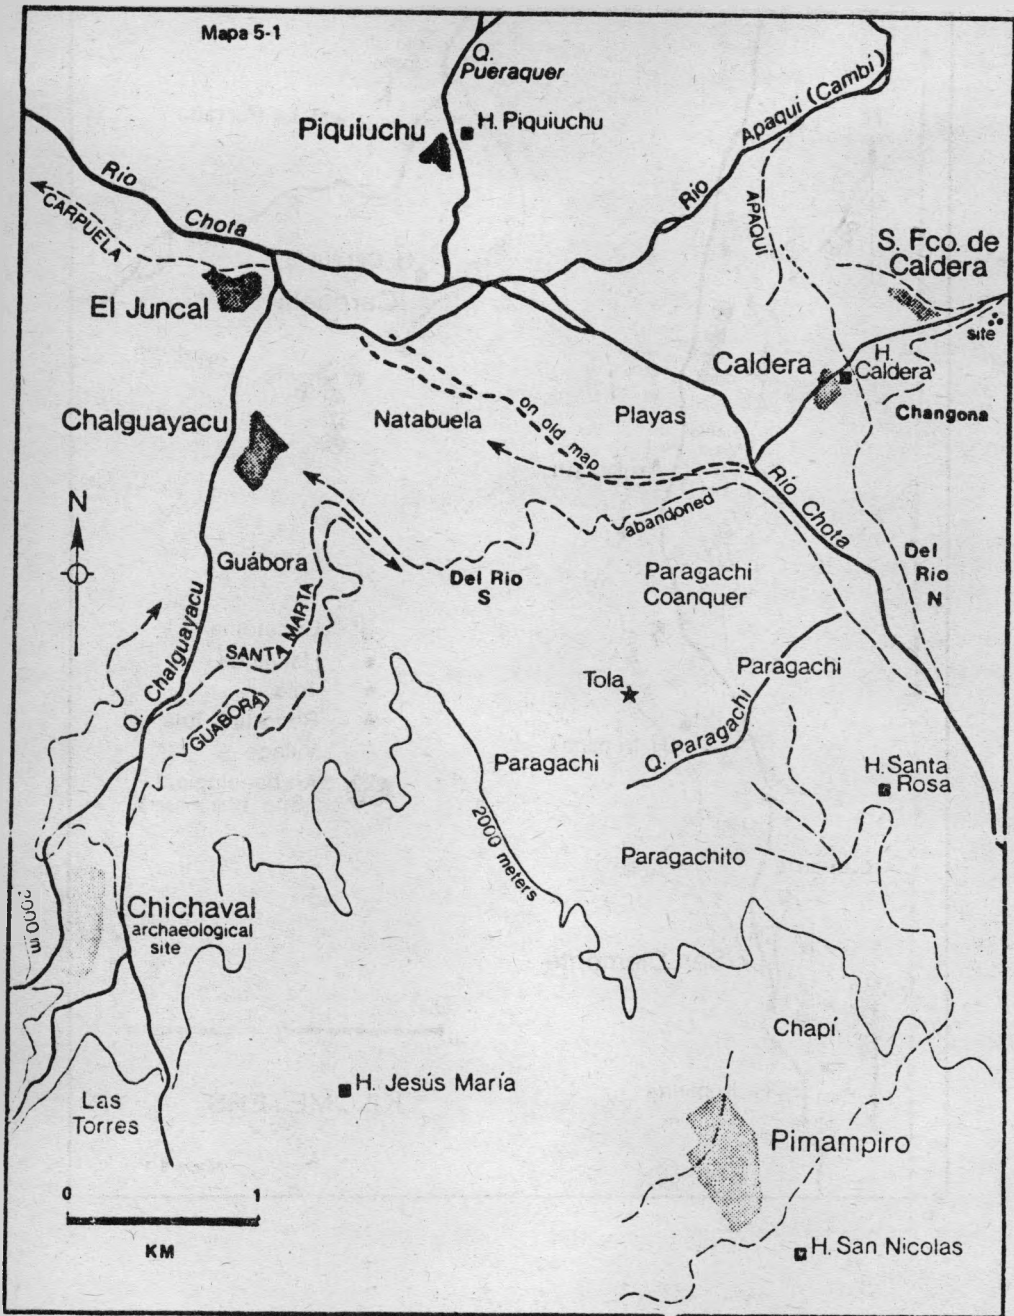 Mapa 5-1
Q.
Pueraquer
H. Piquiuchu
Piquiuchu
Rio
Apaqui (Cambí)
Rio
Chota
CARPUELA
APAQUI
S. Fco. de
Caldera
El Juncal
site
Caldera
H.
Caldera
Changona
Chalguayacu
Natabuela
on old map
Playas
Rio Chota
N
abandoned
Guábora
Del Rio
S
Paragachi
Coanquer
Del
Rio
N
Q. Chalguayacu
SANTA MARTA
GUABORA
Tola
Paragachi
Q. Paragachi
Paragachi
H. Santa
Rosa
2000 meters
Paragachito
2000 m
Chichaval
archaeological
site
Chapí
H. Jesús María
Las
Torres
Pimampiro
0 1
KM
H. San Nicolas